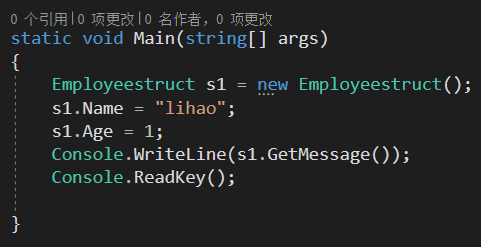 0 个引用|0 项更改|0 名作者，0 项更改
static void Main(string[] args)
{
Employeestruct s1 = new Employeestruct();
s1.Name = "lihao";
s1.Age = 1;
Console.WriteLine(s1.GetMessage());
Console.ReadKey();
}